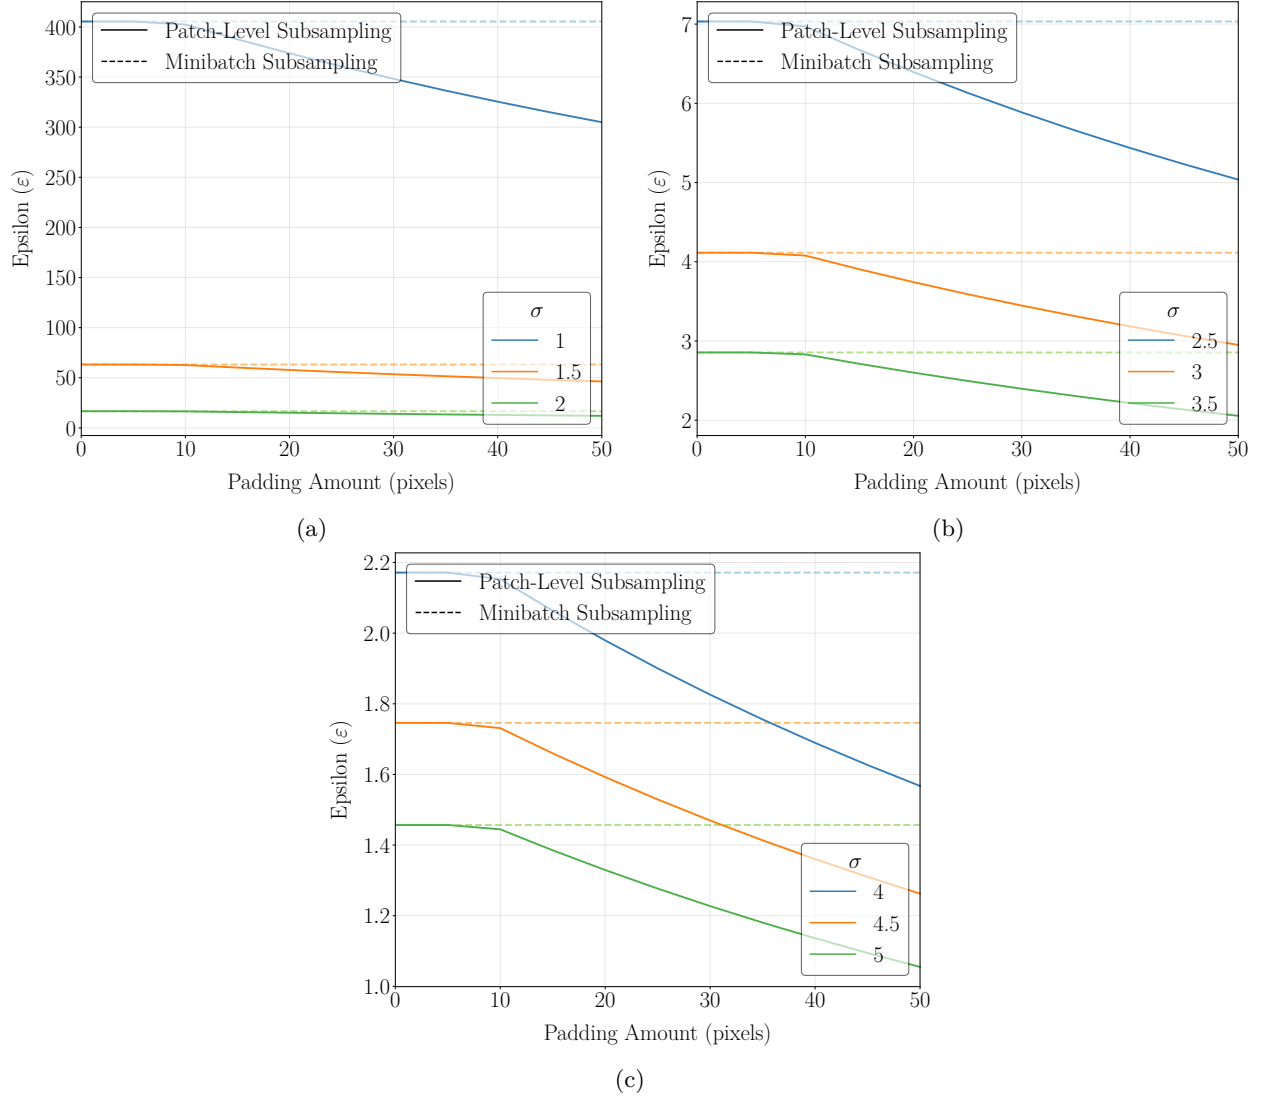 400
350
300
250
200
150
100
50
0
Epsilon (ε)
Patch-Level Subsampling
Minibatch Subsampling
σ
1
1.5
2
0 10 20 30 40 50
Padding Amount (pixels)
(a)
7
6
5
4
3
2
Epsilon (ε)
Patch-Level Subsampling
Minibatch Subsampling
σ
2.5
3
3.5
0 10 20 30 40 50
Padding Amount (pixels)
(b)
2.2
2.0
1.8
1.6
1.4
1.2
1.0
Epsilon (ε)
Patch-Level Subsampling
Minibatch Subsampling
σ
4
4.5
5
0 10 20 30 40 50
Padding Amount (pixels)
(c)